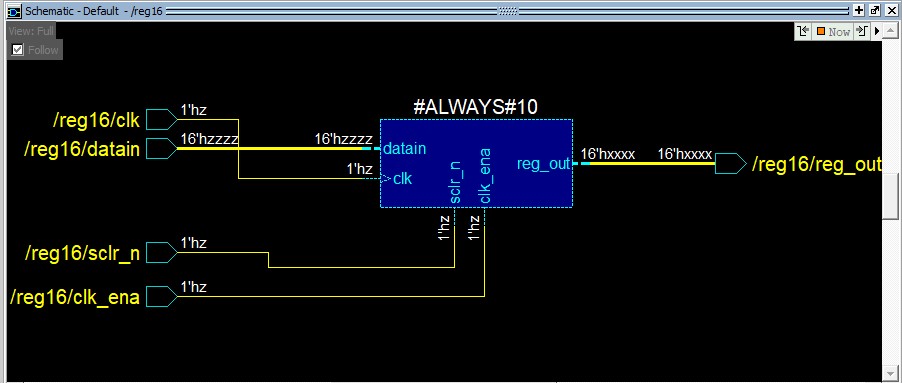 Schematic - Default - /reg16
View: Full
Now
Follow
#ALWAYS#10
/reg16/clk
1'hz
/reg16/datain
16'hzzzz
16'hzzzz
datain
1'hz
clk
sclr_n
clk_ena
reg_out
16'hxxxx
16'hxxxx
/reg16/reg_out
1'hz
1'hz
/reg16/sclr_n
1'hz
/reg16/clk_ena
1'hz